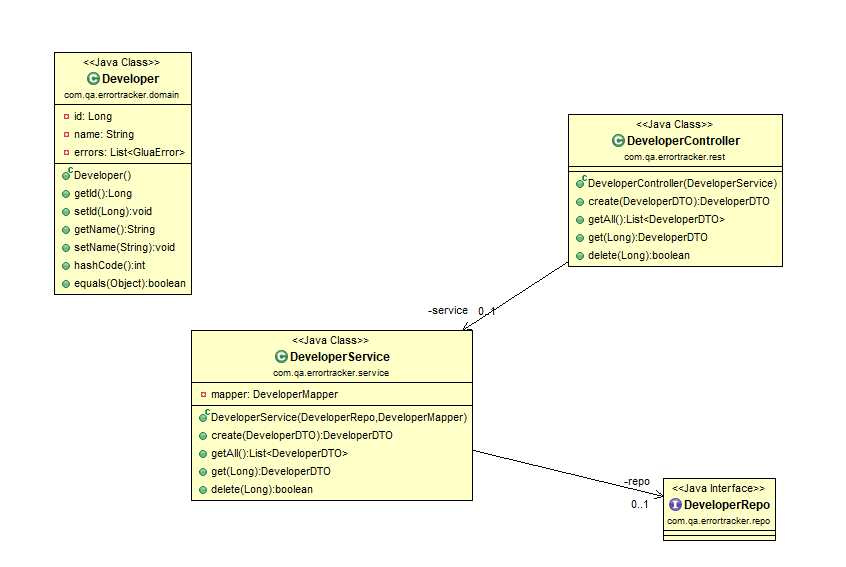 <<Java Class>>
Developer
com.qa.errortracker.domain
id: Long
name: String
errors: List<GluaError>
Developer()
getId():Long
setId(Long):void
getName():String
setName(String):void
hashCode():int
equals(Object):boolean
<<Java Class>>
DeveloperController
com.qa.errortracker.rest
DeveloperController(DeveloperService)
create(DeveloperDTO):DeveloperDTO
getAll():List<DeveloperDTO>
get(Long):DeveloperDTO
delete(Long):boolean
-service 0..1
<<Java Class>>
DeveloperService
com.qa.errortracker.service
mapper: DeveloperMapper
DeveloperService(DeveloperRepo,DeveloperMapper)
create(DeveloperDTO):DeveloperDTO
getAll():List<DeveloperDTO>
get(Long):DeveloperDTO
delete(Long):boolean
-repo
0..1
<<Java Interface>>
DeveloperRepo
com.qa.errortracker.repo